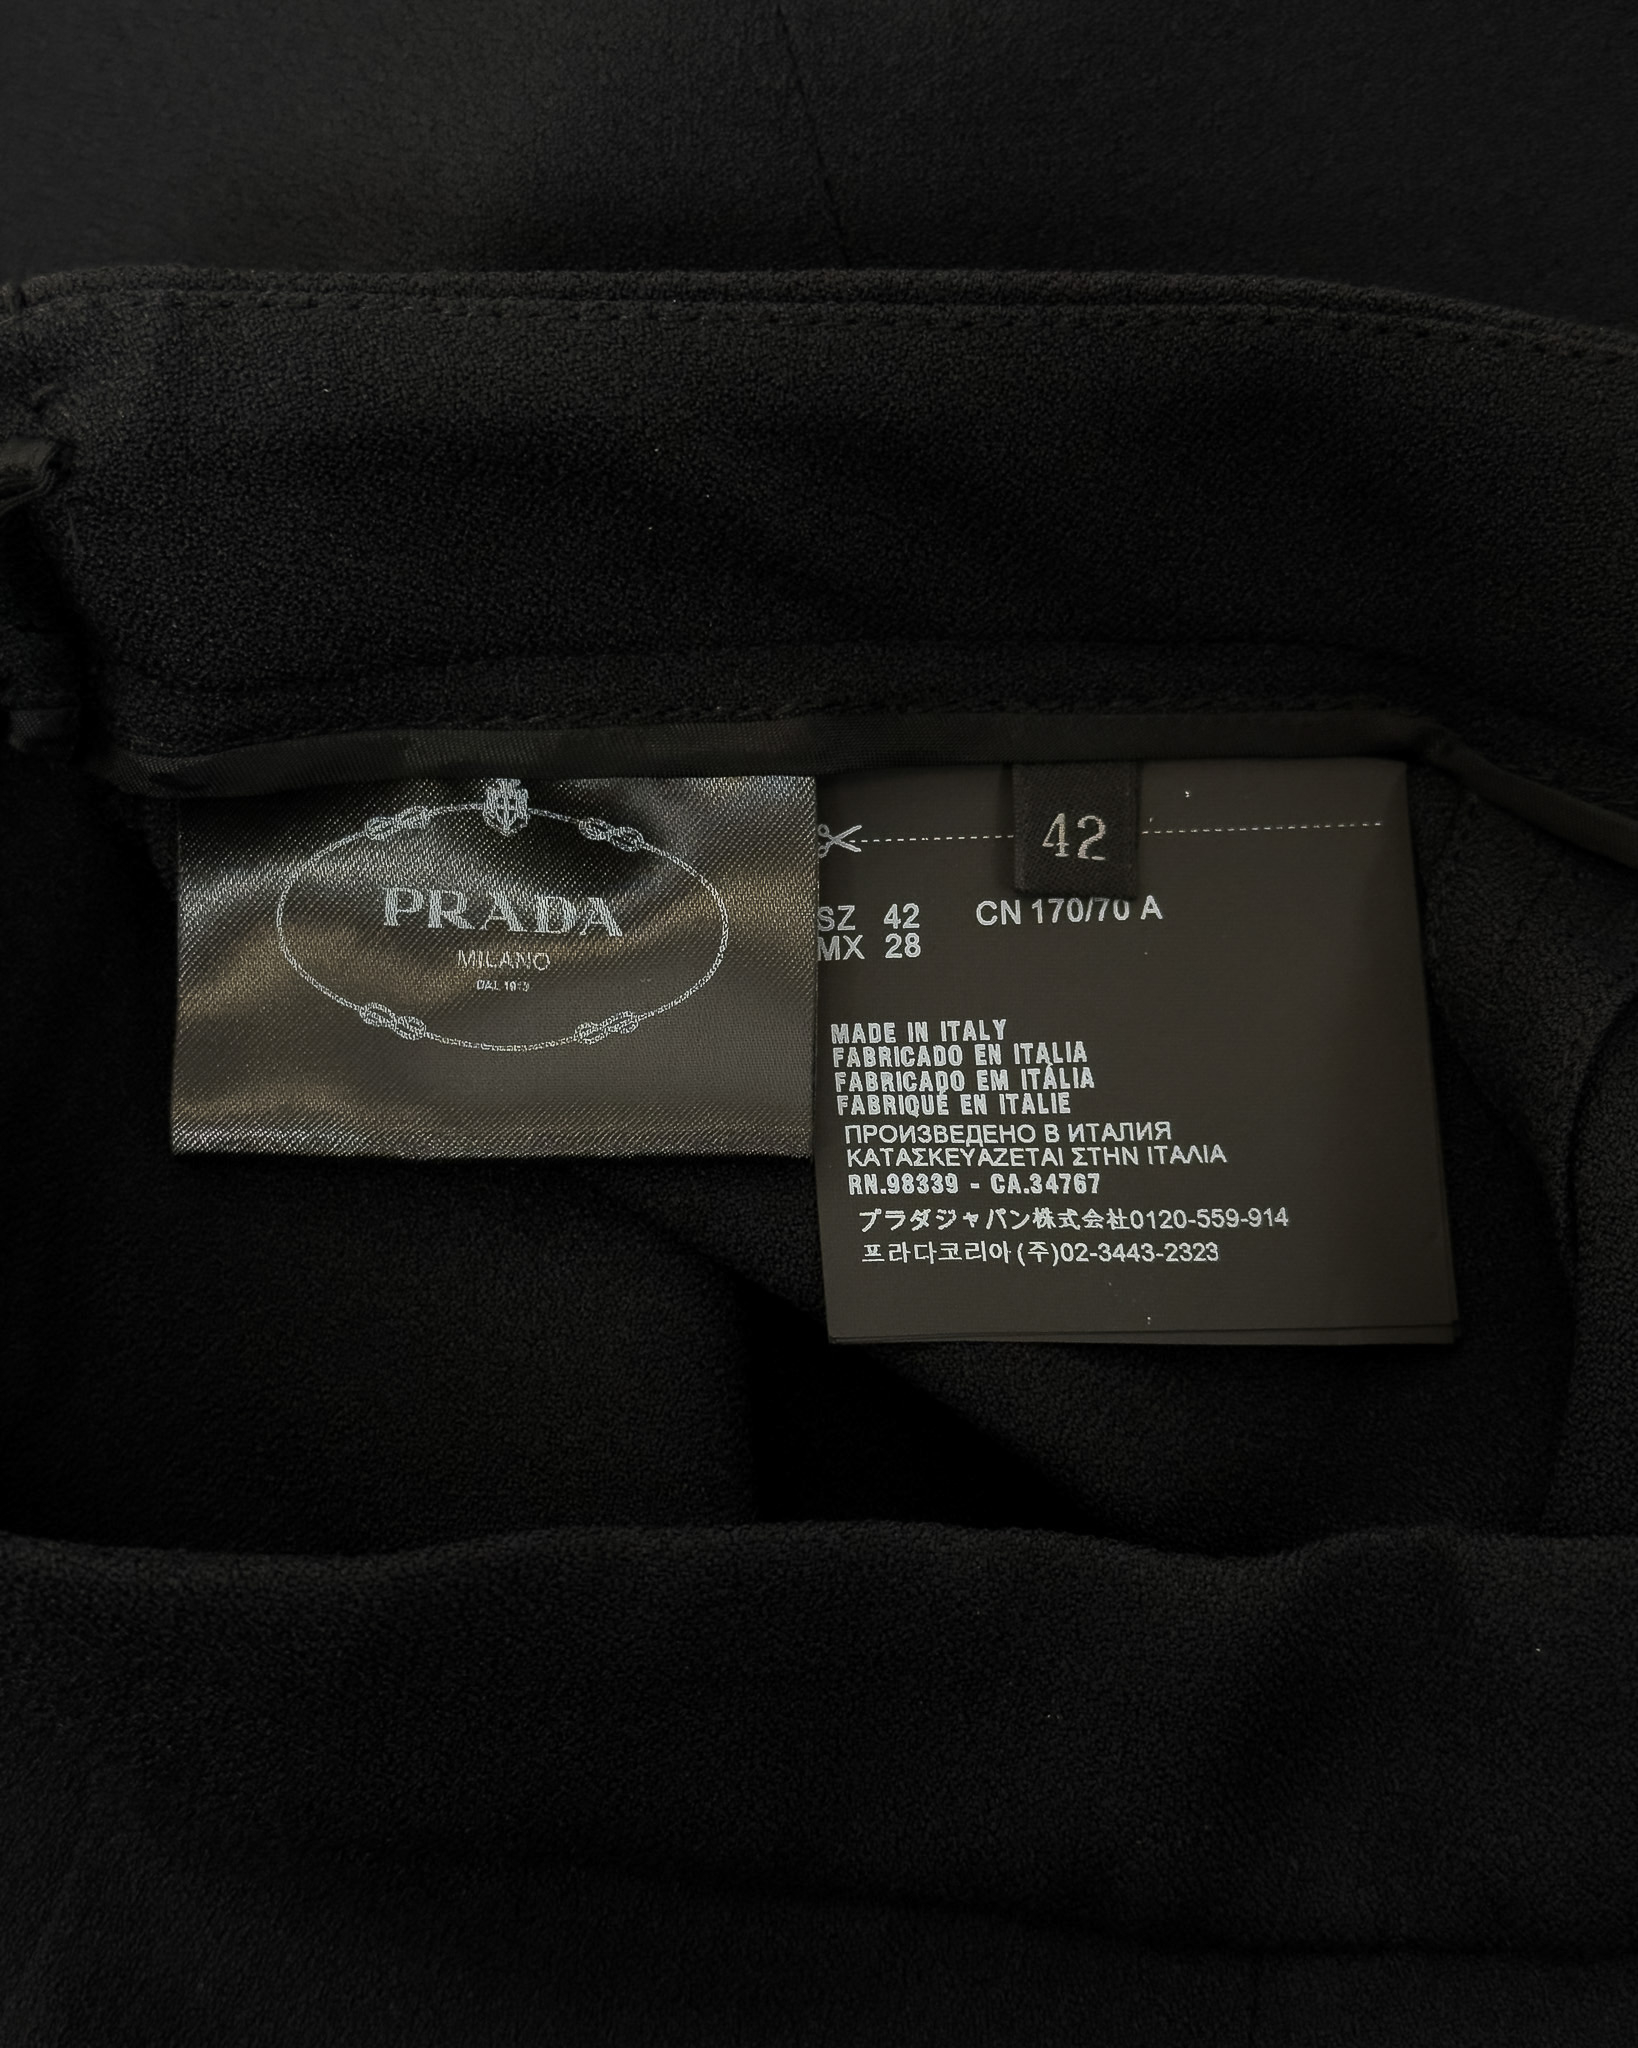 PRADA
MILANO
DAL 1913
42
SZ 42 CN 170/70 A
MX 28
MADE IN ITALY
FABRICADO EN ITALIA
FABRICADO EM ITÁLIA
FABRIQUÉ EN ITALIE
ПРОИЗВЕДЕНО В ИТАЛИЯ
ΚΑΤΑΣΚΕΥΑΖΕΤΑΙ ΣΤΗΝ ΙΤΑΛΙΑ
RN.98339 - CA.34767
プラダジャパン株式会社0120-559-914
프라다코리아(주)02-3443-2323